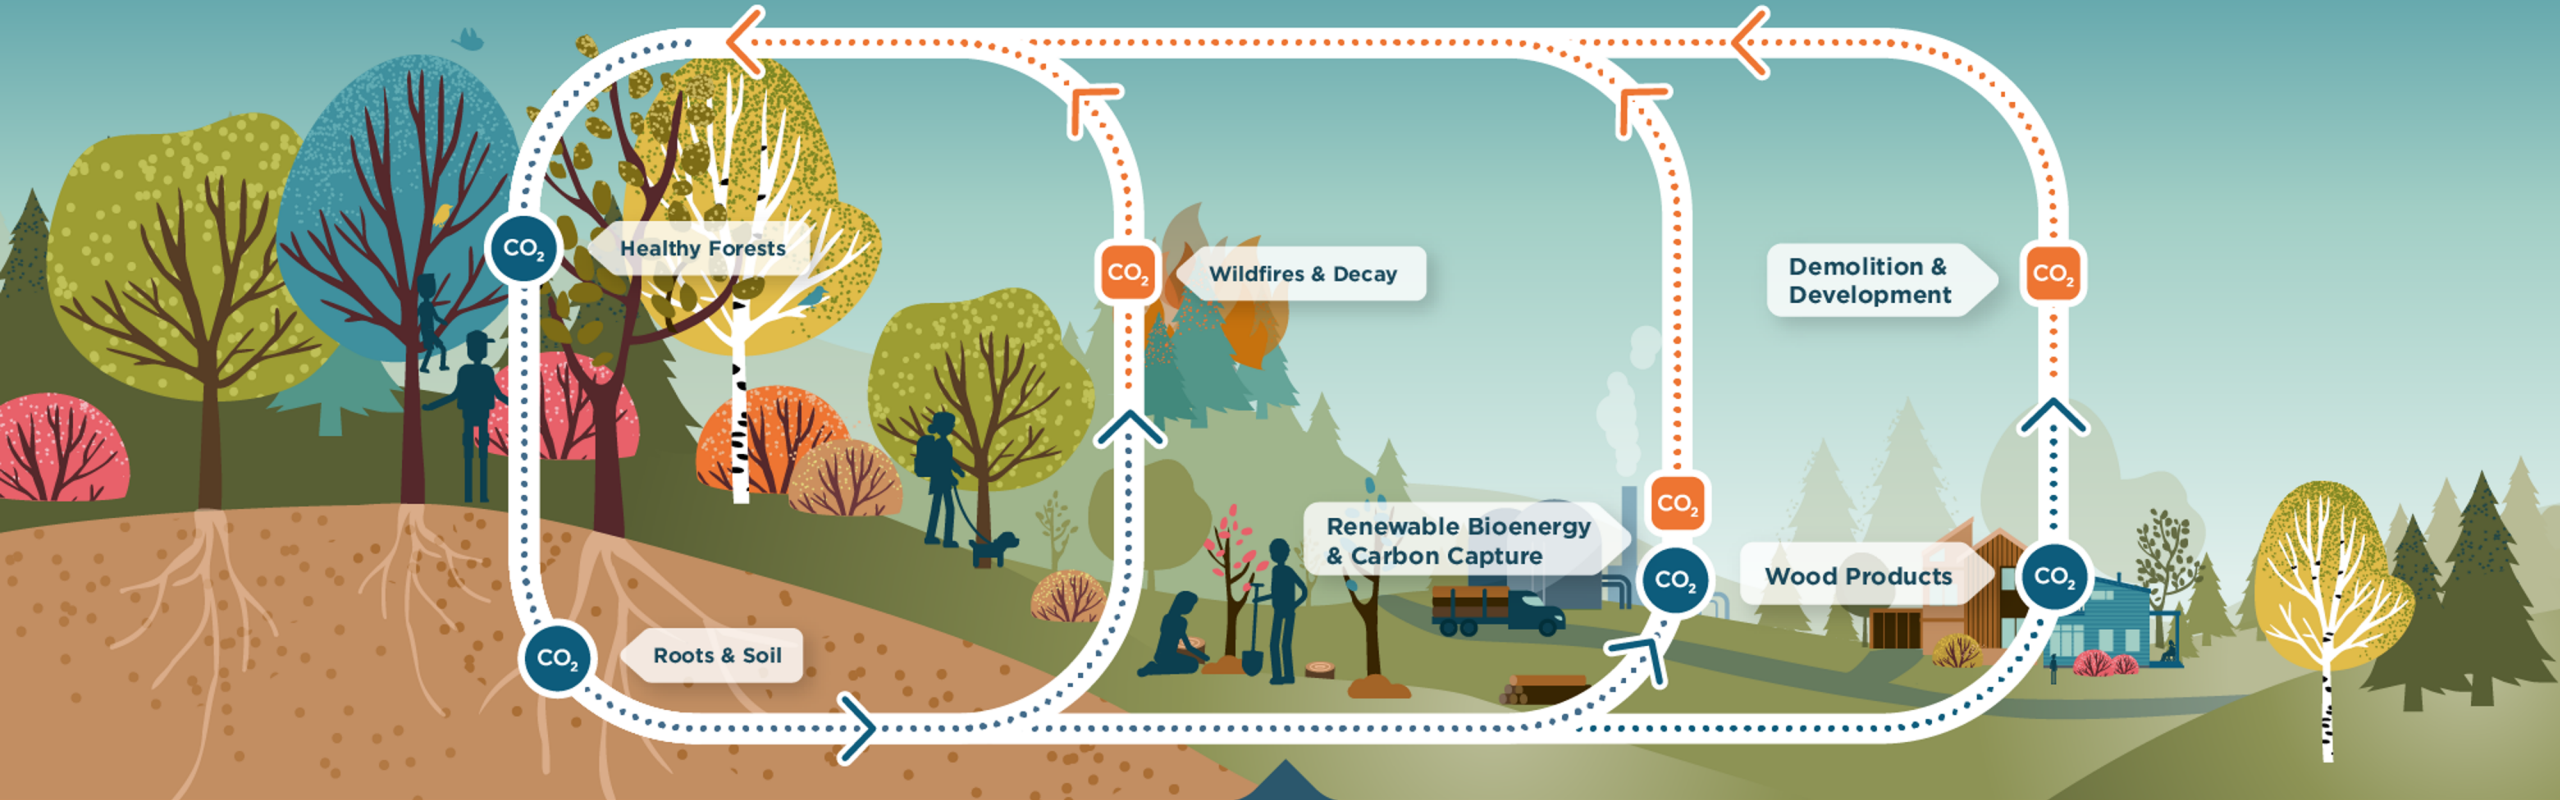 CO₂
Healthy Forests
CO₂
Roots & Soil
CO₂
Wildfires & Decay
CO₂
Renewable Bioenergy
& Carbon Capture
CO₂
CO₂
Demolition &
Development
CO₂
Wood Products